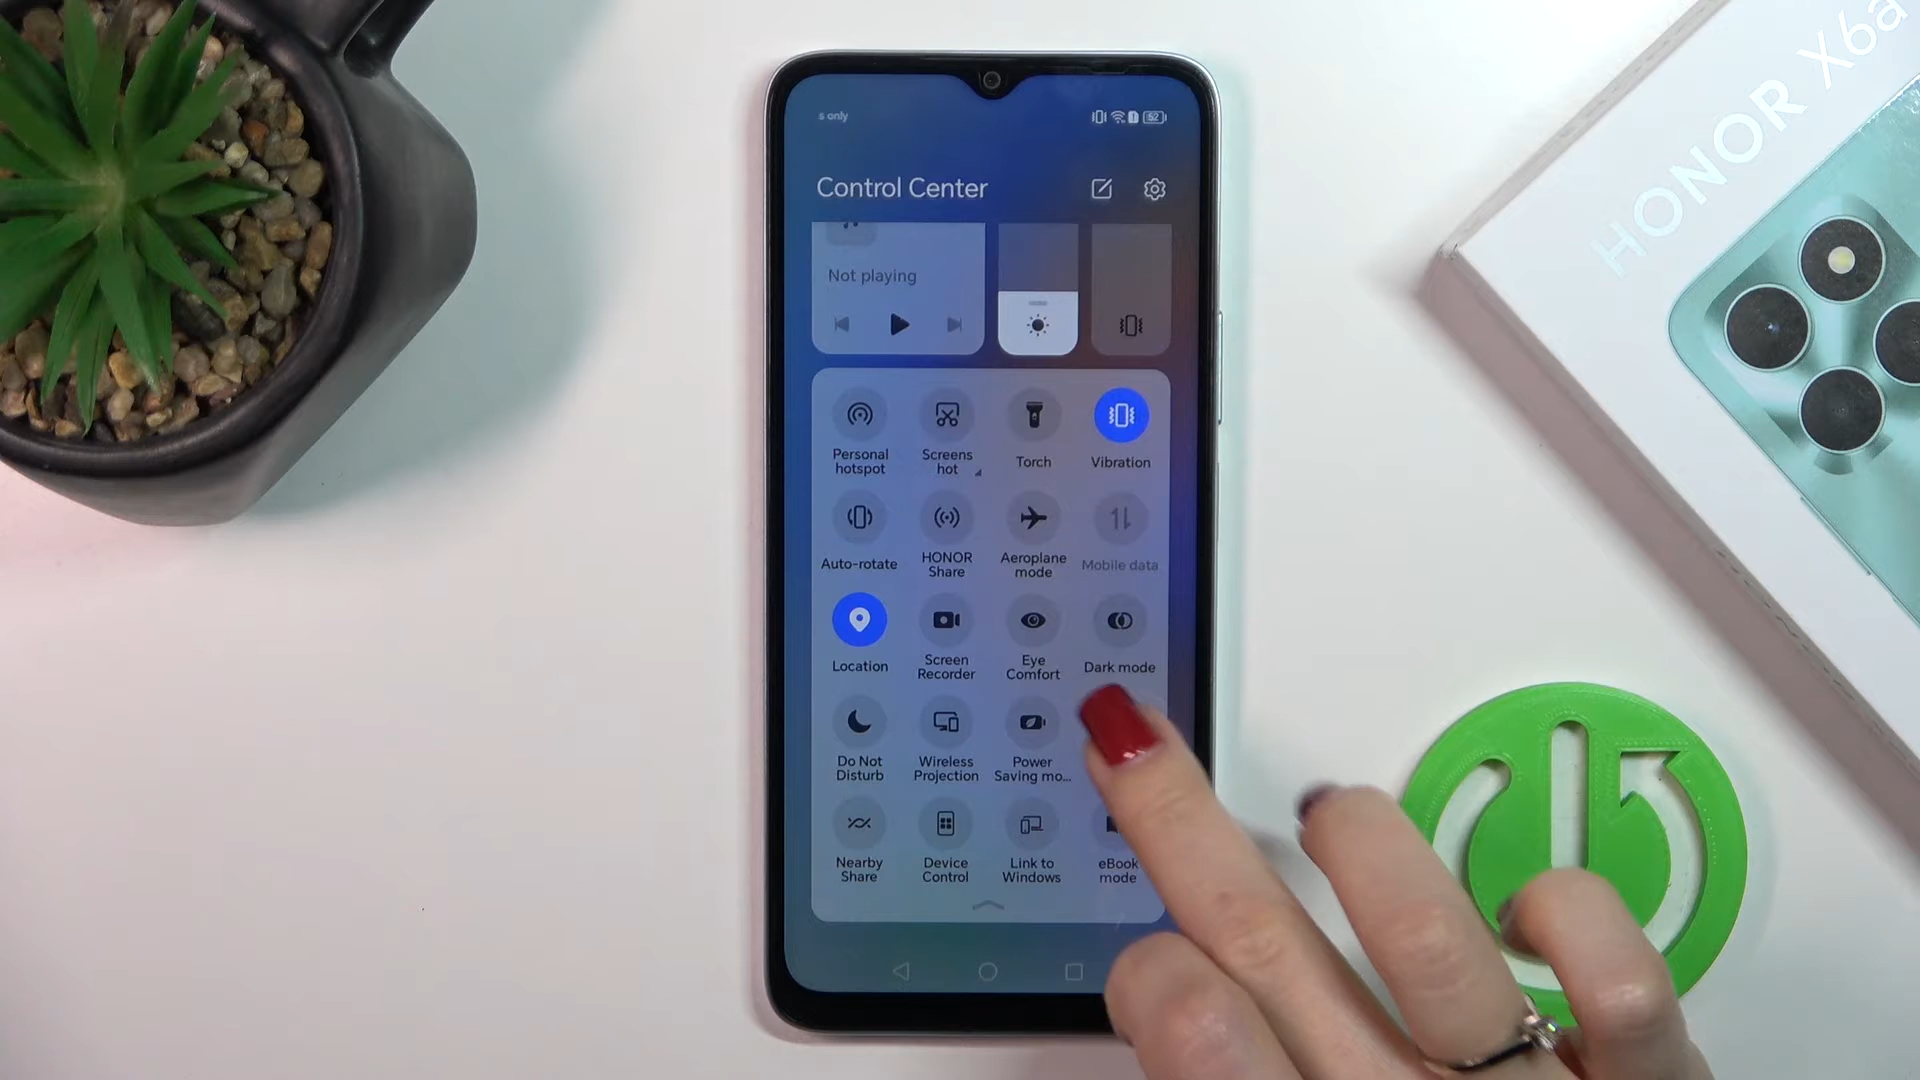 s only
52
Control Center
Not playing
Personal
hotspot
Screens
hot
Torch
Vibration
Auto-rotate
HONOR
Share
Aeroplane
mode
Mobile data
Location
Screen
Recorder
Eye
Comfort
Dark mode
Do Not
Disturb
Wireless
Projection
Power
Saving mo...
Nearby
Share
Device
Control
Link to
Windows
eBook
mode
HONOR X6a